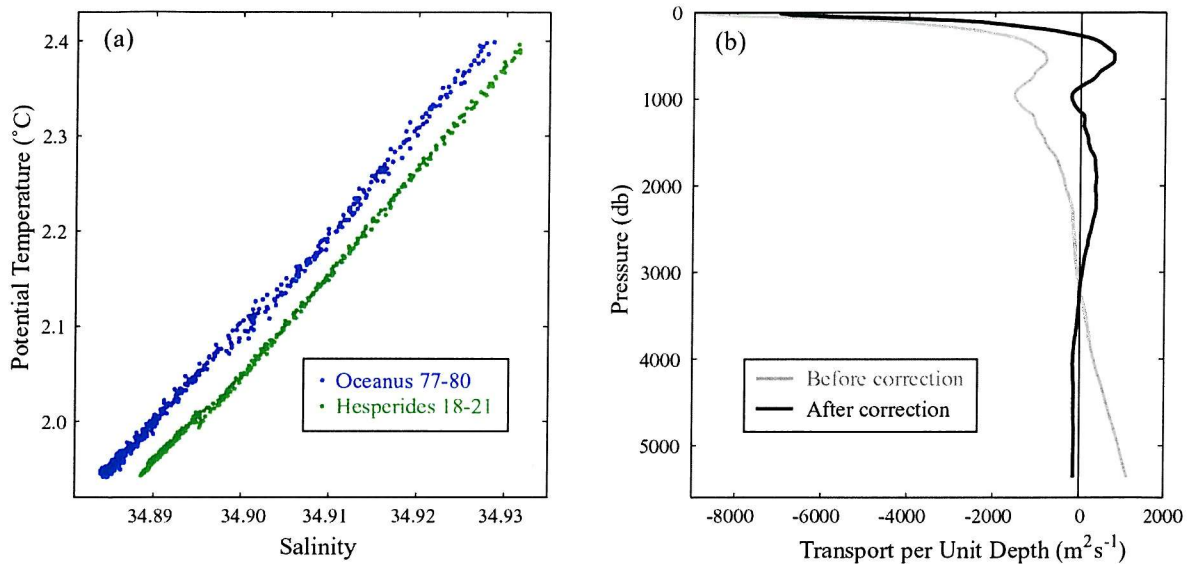 (a)
2.4
2.3
2.2
2.1
2.0
Potential Temperature (˚C)
34.89 34.90 34.91 34.92 34.93
Salinity
Oceanus 77-80
Hesperides 18-21
(b)
0
1000
2000
3000
4000
5000
Pressure (db)
-8000 -6000 -4000 -2000 0 2000
Transport per Unit Depth (m²s⁻¹)
Before correction
After correction